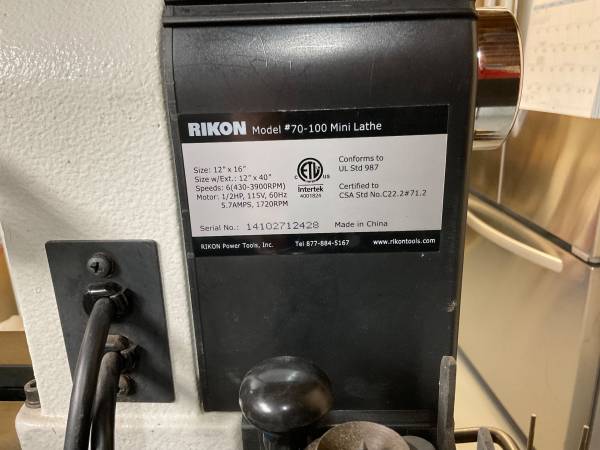 RIKON Model #70-100 Mini Lathe
Size: 12" x 16"
Size w/Ext.: 12" x 40"
Speeds: 6(430-3900RPM)
Motor: 1/2HP, 115V, 60Hz
5.7AMPS, 1720RPM
C ETL US
Intertek
4001826
Conforms to
UL Std 987
Certified to
CSA Std No.C22.2#71.2
Serial No.: 14102712428 Made in China
RIKON Power Tools, Inc. Tel 877-884-5167 www.rikontools.com